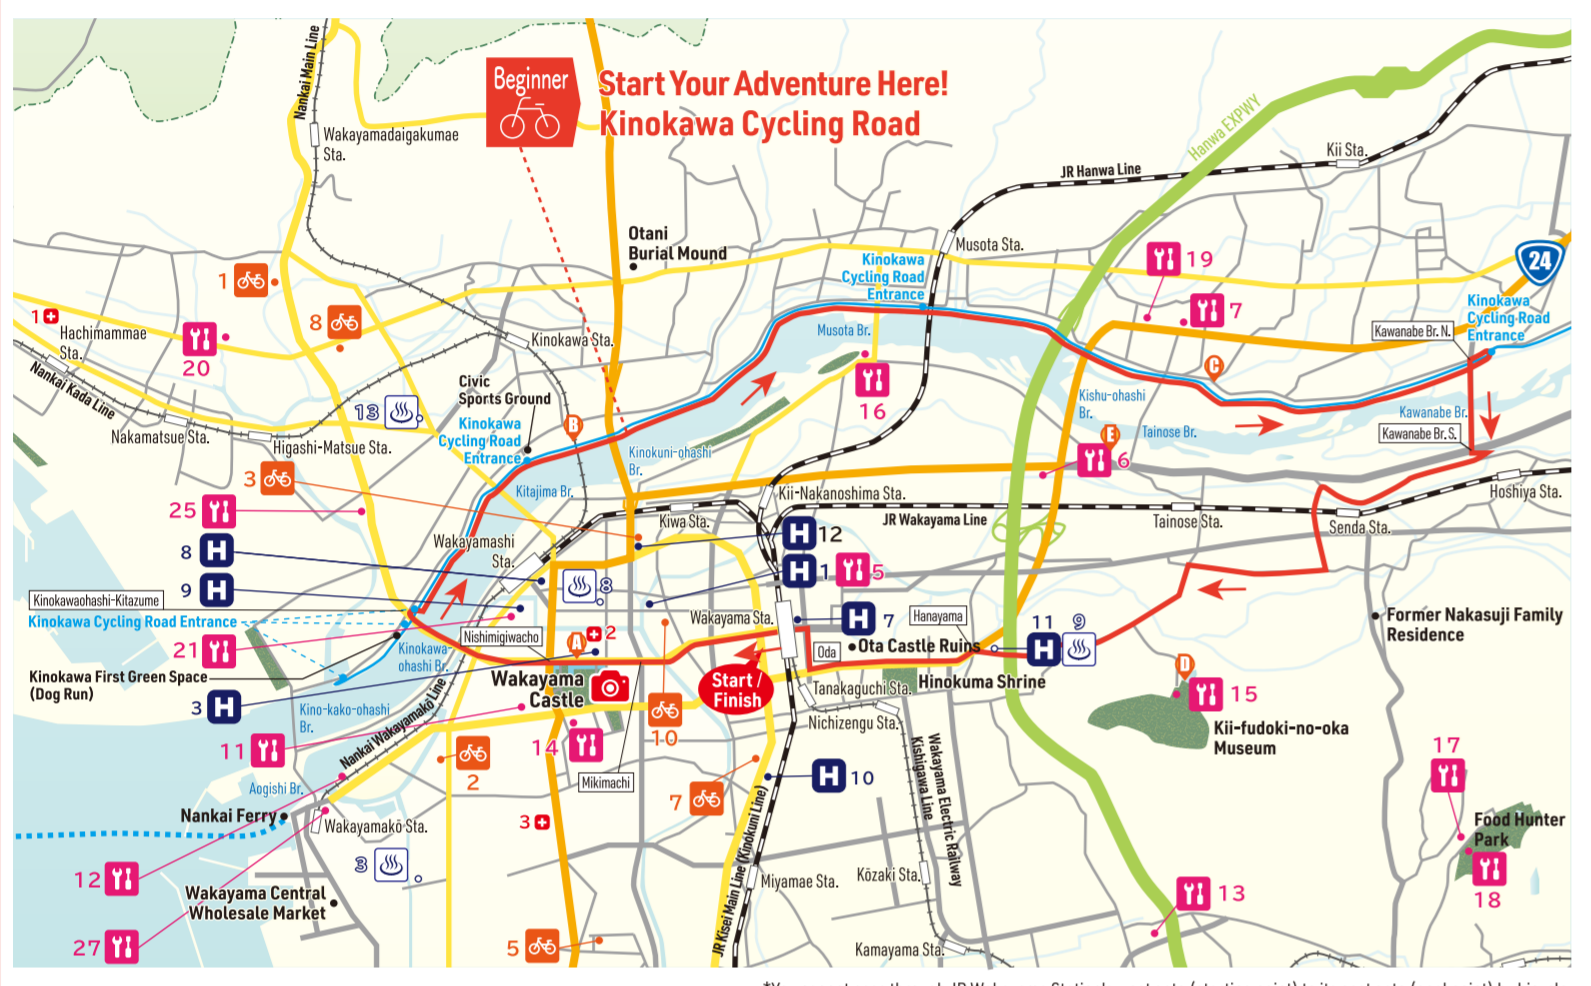 Beginner
Start Your Adventure Here!
Kinokawa Cycling Road
Nankai Main Line
Wakayamadaigakumae
Sta.
Hanwa EXPWY
Kii Sta.
JR Hanwa Line
Otani
Burial Mound
Musota Sta.
Kinokawa
Cycling Road
Entrance
19
24
1
7
Kinokawa
Cycling Road
Entrance
8
1
Hachimammae
Sta.
20
Kinokawa Sta.
Musota Br.
Kawanabe Br. N.
Nankai Kada Line
Civic
Sports Ground
C
16
Kishu-ohashi
Br.
Kawanabe Br.
13
Kinokawa
Cycling Road
Entrance
B
Nakamatsue Sta.
Higashi-Matsue Sta.
Kinokuni-ohashi
Br.
Tainose Br.
Kawanabe Br. S.
E
6
3
Kitajima Br.
Kii-Nakanoshima Sta.
Hoshiya Sta.
25
Kiwa Sta.
JR Wakayama Line
Tainose Sta.
Senda Sta.
Wakayamashi
Sta.
H 12
8 H
H 1
5
9 H
8
Kinokawaohashi-Kitazume
Kinokawa Cycling Road Entrance
Wakayama Sta.
H 7
Hanayama
Former Nakasuji Family
Residence
Nishimigiwacho
A
2
11
H
9
21
Kinokawa-
ohashi Br.
Oda
Ota Castle Ruins
Kinokawa First Green Space
(Dog Run)
Wakayama
Castle
Start /
Finish
Tanakaguchi Sta.
Hinokuma Shrine
D
15
3 H
Kino-kako-ohashi
Br.
Nankai Wakayamakō Line
Nichizengu Sta.
Kii-fudoki-no-oka
Museum
11
14
10
2
Mikimachi
Wakayama Electric Railway
Kishigawa Line
17
H 10
Aogishi Br.
7
Nankai Ferry
Wakayamakō Sta.
3
Food Hunter
Park
3
12
JR Kisei Main Line (Kinokuni Line)
Miyamae Sta.
Kōzaki Sta.
18
13
Wakayama Central
Wholesale Market
27
5
Kamayama Sta.